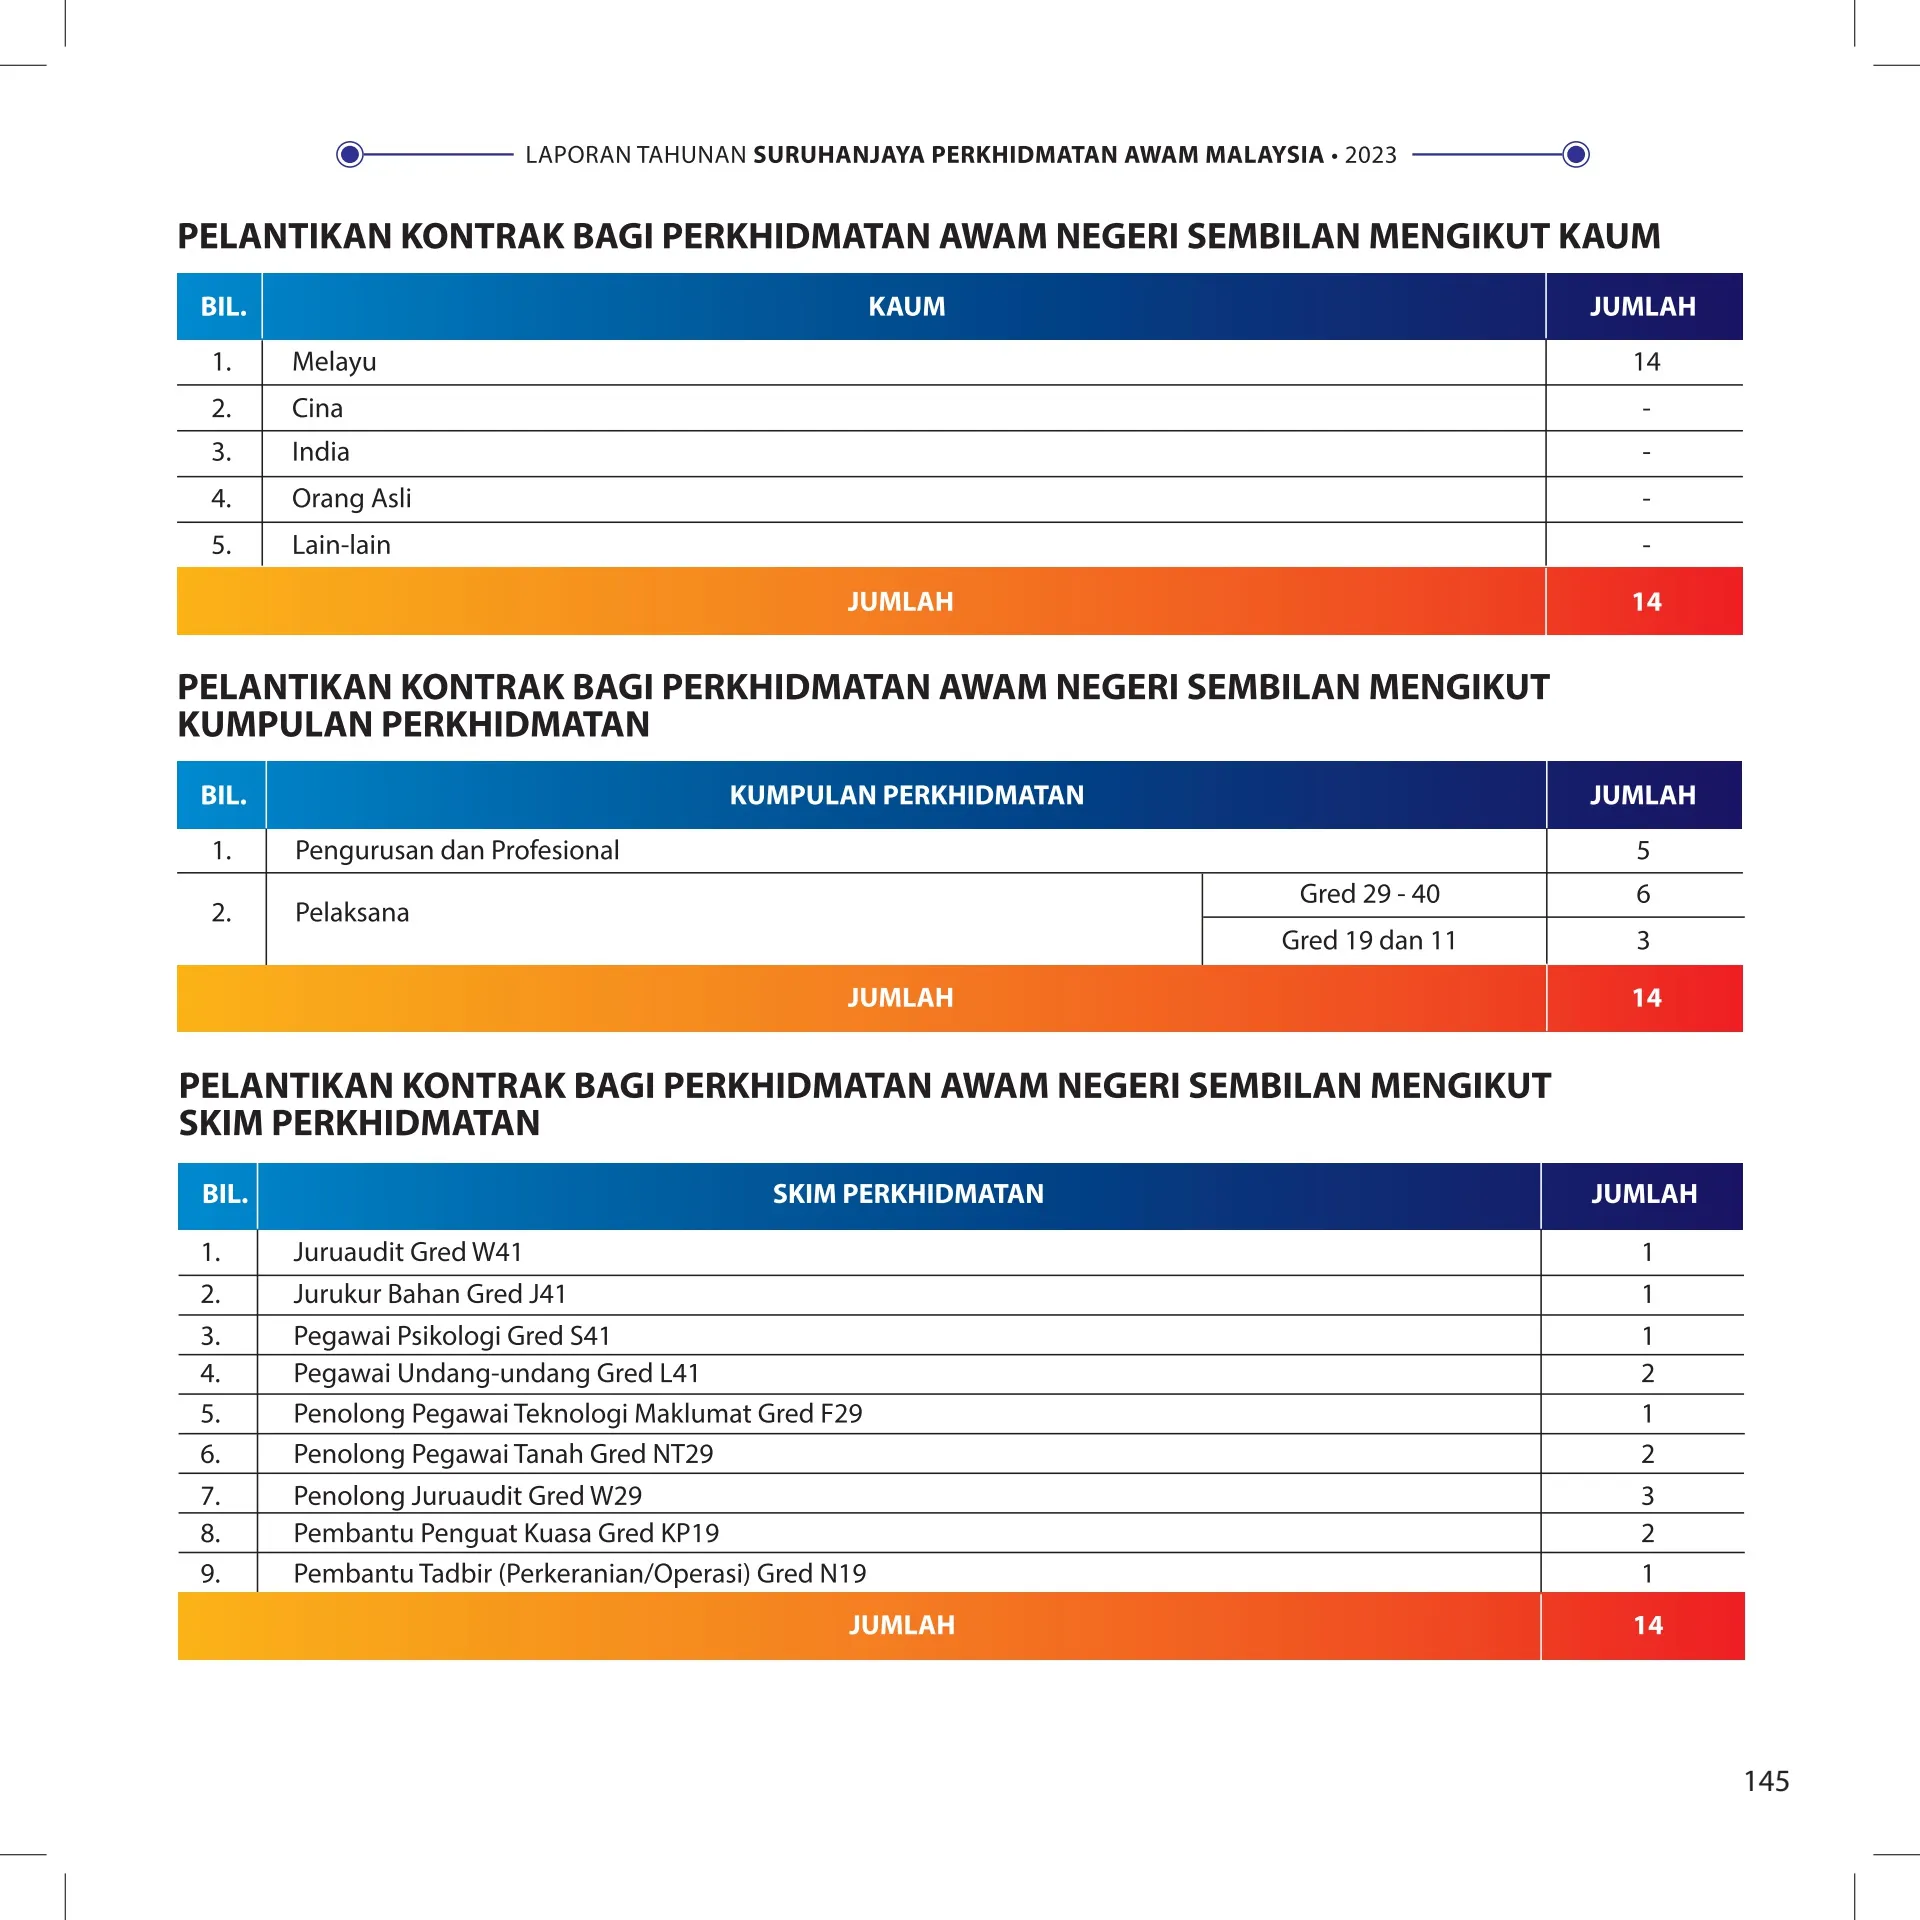 LAPORAN TAHUNAN SURUHANJAYA PERKHIDMATAN AWAM MALAYSIA • 2023
PELANTIKAN KONTRAK BAGI PERKHIDMATAN AWAM NEGERI SEMBILAN MENGIKUT KAUM
BIL. KAUM JUMLAH
1. Melayu 14
2. Cina -
3. India -
4. Orang Asli -
5. Lain-lain -
JUMLAH 14
PELANTIKAN KONTRAK BAGI PERKHIDMATAN AWAM NEGERI SEMBILAN MENGIKUT
KUMPULAN PERKHIDMATAN
BIL. KUMPULAN PERKHIDMATAN JUMLAH
1. Pengurusan dan Profesional 5
2. Pelaksana Gred 29 - 40 6
Gred 19 dan 11 3
JUMLAH 14
PELANTIKAN KONTRAK BAGI PERKHIDMATAN AWAM NEGERI SEMBILAN MENGIKUT
SKIM PERKHIDMATAN
BIL. SKIM PERKHIDMATAN JUMLAH
1. Juruaudit Gred W41 1
2. Jurukur Bahan Gred J41 1
3. Pegawai Psikologi Gred S41 1
4. Pegawai Undang-undang Gred L41 2
5. Penolong Pegawai Teknologi Maklumat Gred F29 1
6. Penolong Pegawai Tanah Gred NT29 2
7. Penolong Juruaudit Gred W29 3
8. Pembantu Penguat Kuasa Gred KP19 2
9. Pembantu Tadbir (Perkeranian/Operasi) Gred N19 1
JUMLAH 14
145